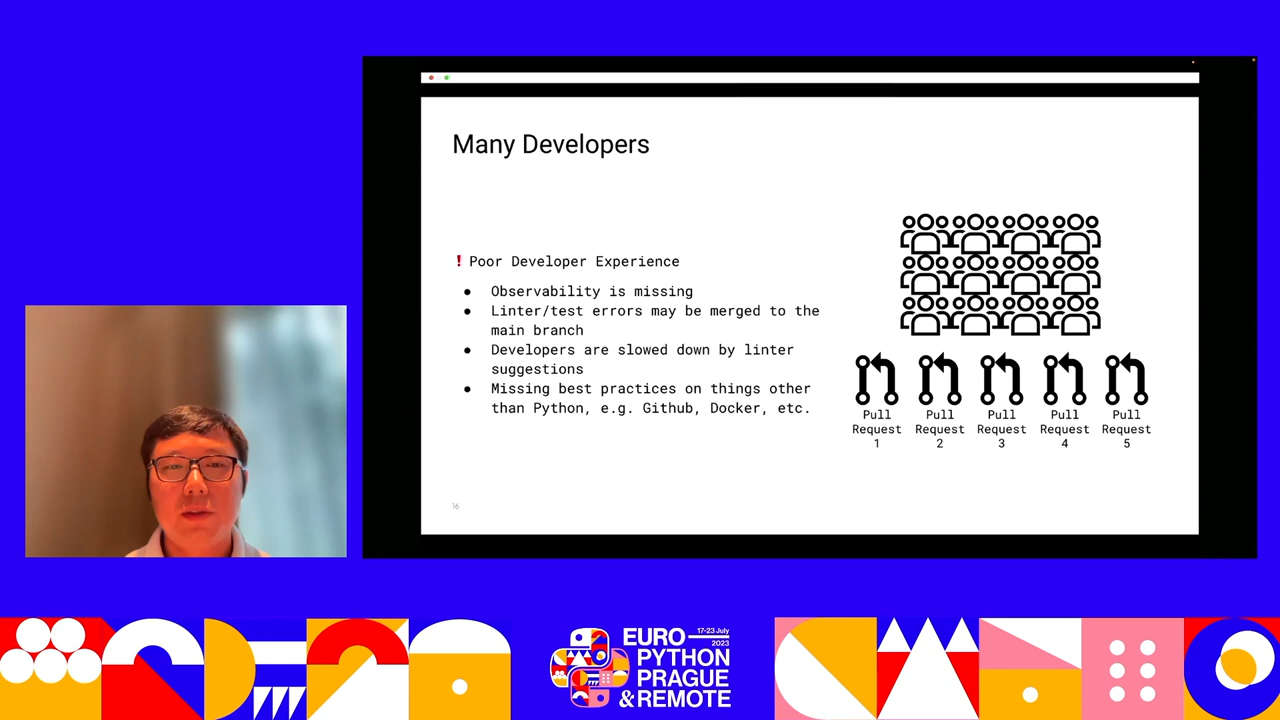 Many Developers
❗ Poor Developer Experience
● Observability is missing
● Linter/test errors may be merged to the
main branch
● Developers are slowed down by linter
suggestions
● Missing best practices on things other
than Python, e.g. Github, Docker, etc.
Pull Request 1
Pull Request 2
Pull Request 3
Pull Request 4
Pull Request 5
16
EURO 17-23 July 2023
PYTHON
PRAGUE
& REMOTE